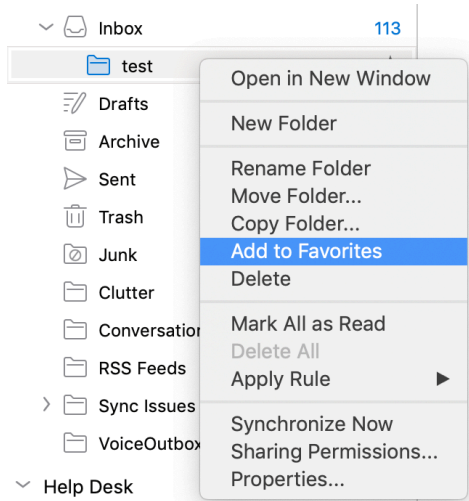 Inbox 113
test
Drafts
Archive
Sent
Trash
Junk
Clutter
Conversation
RSS Feeds
Sync Issues
VoiceOutbox
Help Desk
Open in New Window
New Folder
Rename Folder
Move Folder...
Copy Folder...
Add to Favorites
Delete
Mark All as Read
Delete All
Apply Rule
Synchronize Now
Sharing Permissions...
Properties...